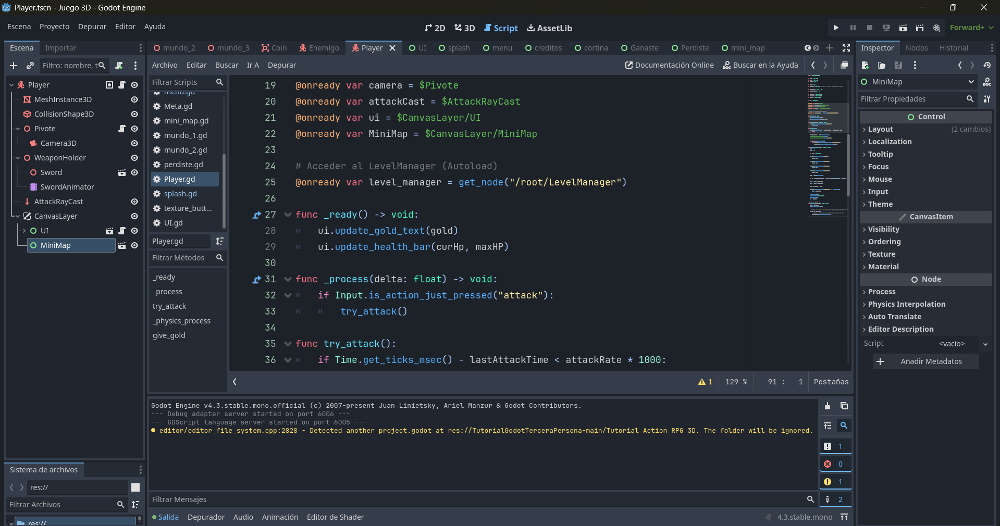 Player.tscn - Juego 3D - Godot Engine
Escena Proyecto Depurar Editor Ayuda
2D 3D Script AssetLib
Forward+
Escena Importar
Filtro: nombre, t
Player
MeshInstance3D
CollisionShape3D
Pivote
Camera3D
WeaponHolder
Sword
SwordAnimator
AttackRayCast
CanvasLayer
UI
MiniMap
Sistema de archivos
res://
Filtrar Archivos
res://
mundo_2 mundo_3 Coin Enemigo Player UI splash menu creditos cortina Ganaste Perdiste mini_map
Archivo Editar Buscar Ir A Depurar
Documentación Online Buscar en la Ayuda
Filtrar Scripts
menu.gd
Meta.gd
mini_map.gd
mundo_1.gd
mundo_2.gd
perdiste.gd
Player.gd
splash.gd
texture_butt...
UI.gd
Player.gd
Filtrar Métodos
_ready
_process
try_attack
_physics_process
give_gold
19 @onready var camera = $Pivote
20 @onready var attackCast = $AttackRayCast
21 @onready var ui = $CanvasLayer/UI
22 @onready var MiniMap = $CanvasLayer/MiniMap
23
24 # Acceder al LevelManager (Autoload)
25 @onready var level_manager = get_node("/root/LevelManager")
26
27 func _ready() -> void:
28 ui.update_gold_text(gold)
29 ui.update_health_bar(curHp, maxHP)
30
31 func _process(delta: float) -> void:
32 if Input.is_action_just_pressed("attack"):
33 try_attack()
34
35 func try_attack():
36 if Time.get_ticks_msec() - lastAttackTime < attackRate * 1000:
1 129 % 91 : 1 Pestañas
Godot Engine v4.3.stable.mono.official (c) 2007-present Juan Linietsky, Ariel Manzur & Godot Contributors.
--- Debug adapter server started on port 6006 ---
--- GDScript language server started on port 6005 ---
editor/editor_file_system.cpp:2828 - Detected another project.godot at res://TutorialGodotTerceraPersona-main/Tutorial Action RPG 3D. The folder will be ignored.
1
0
1
2
Filtrar Mensajes
Salida Depurador Audio Animación Editor de Shader
4.3.stable.mono
Inspector Nodos Historial
MiniMap
Filtrar Propiedades
Control
Layout (2 cambios)
Localization
Tooltip
Focus
Mouse
Input
Theme
CanvasItem
Visibility
Ordering
Texture
Material
Node
Process
Physics Interpolation
Auto Translate
Editor Description
Script <vacío>
Añadir Metadatos